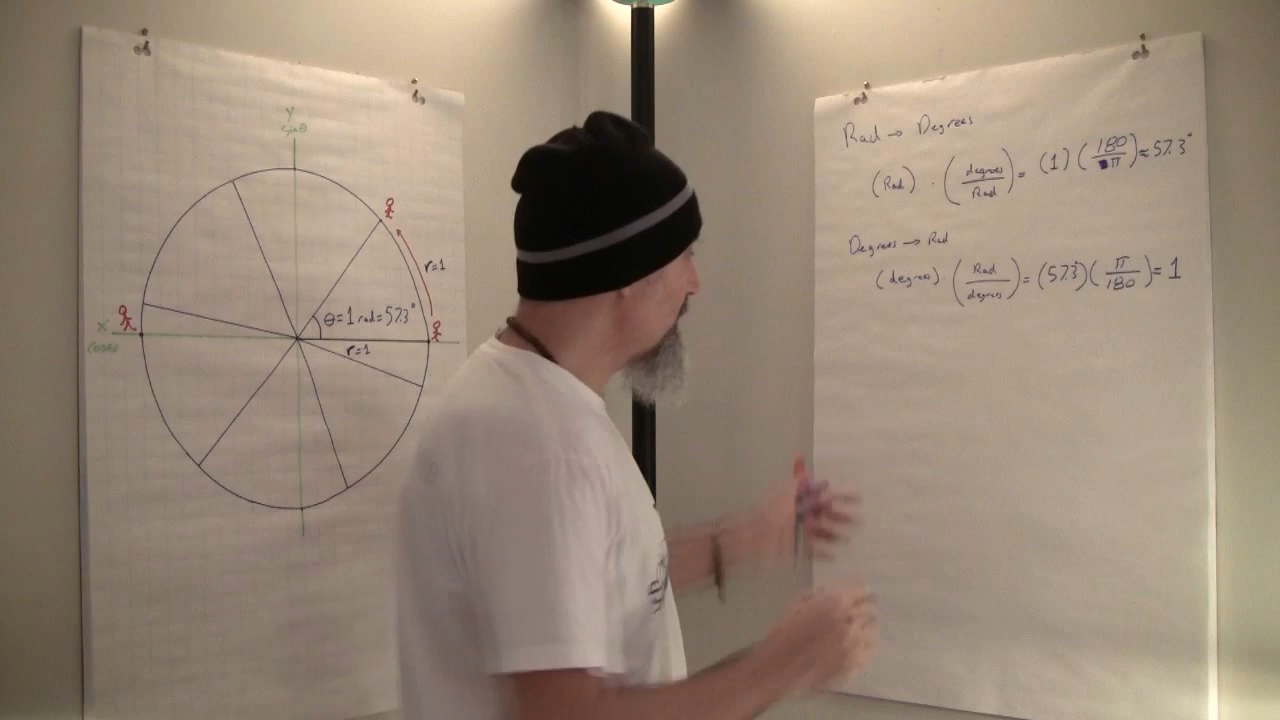 Y
sinθ
r=1
θ=1 rad=57.3°
r=1
X
cosθ
Rad → Degrees
(Rad) · (degrees/Rad) = (1) (180/π) ≈ 57.3°
Degrees → Rad
(degrees) · (Rad/degrees) = (57.3°) (π/180) = 1